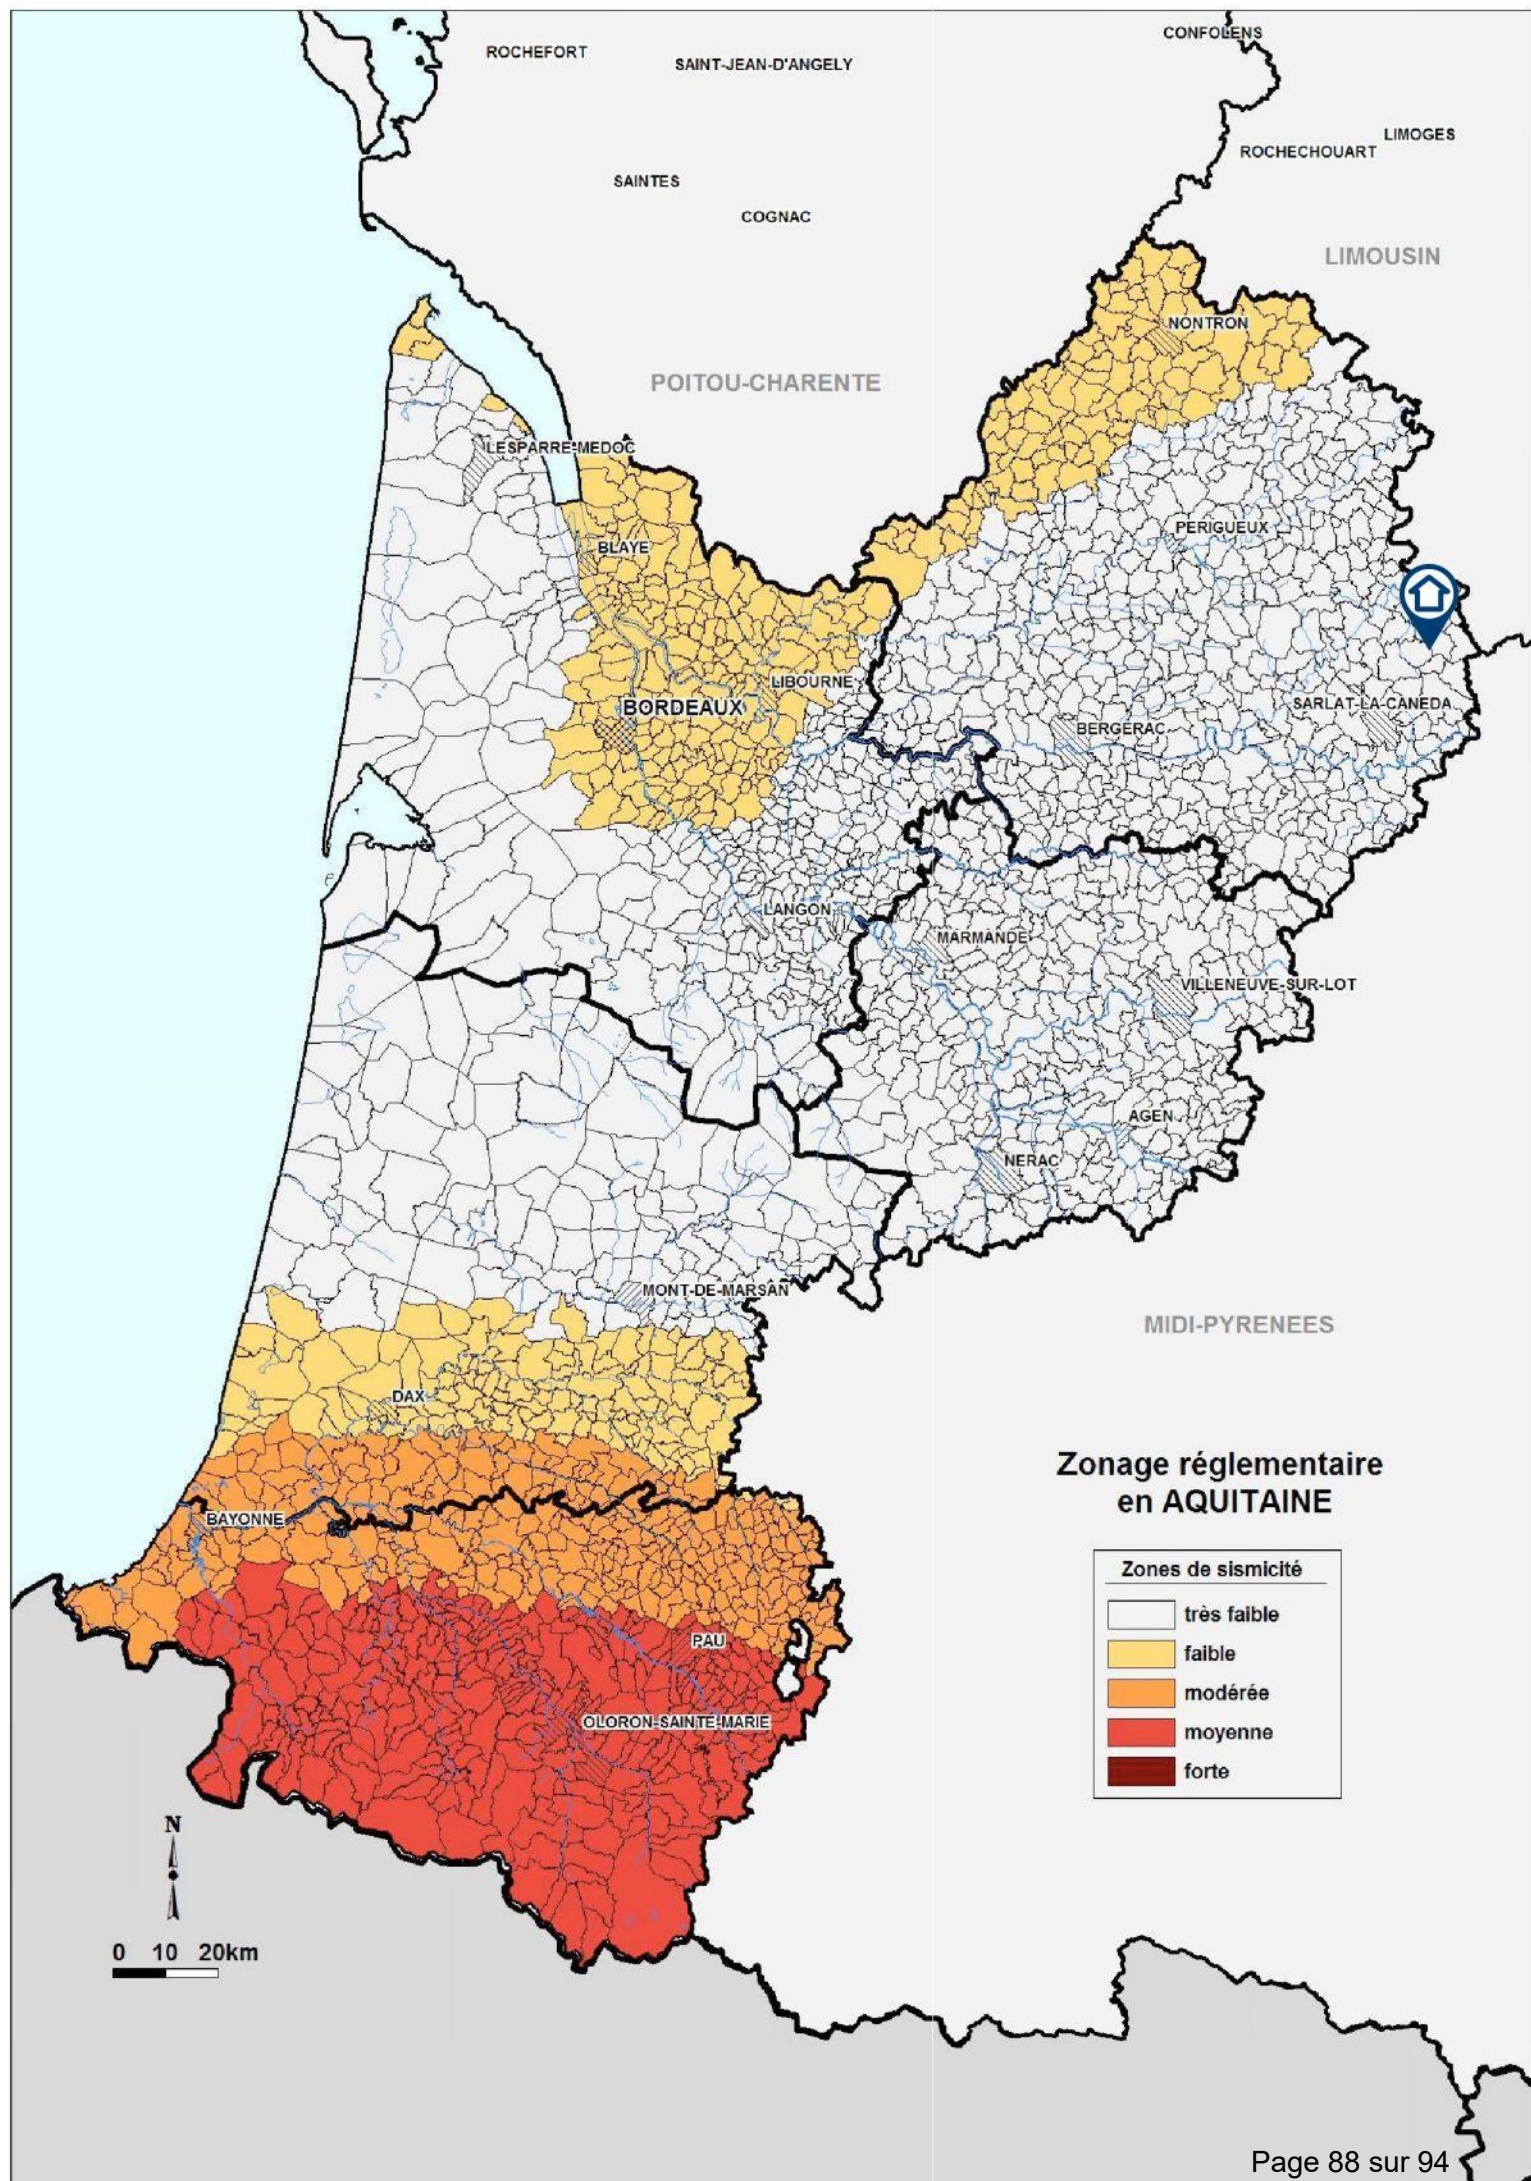 CONFOLENS
ROCHEFORT
SAINT-JEAN-D'ANGELY
LIMOGES
ROCHECHOUART
SAINTES
COGNAC
LIMOUSIN
NONTRON
POITOU-CHARENTE
LESPARRE-MEDOC
PERIGUEUX
BLAYE
LIBOURNE
BORDEAUX
SARLAT-LA-CANEDA
BERGERAC
LANGON
MARMANDE
VILLENEUVE-SUR-LOT
AGEN
NERAC
MONT-DE-MARSAN
MIDI-PYRENEES
DAX
Zonage réglementaire
en AQUITAINE
BAYONNE
Zones de sismicité
très faible
faible
modérée
moyenne
forte
PAU
OLORON-SAINTE-MARIE
N
0 10 20km
Page 88 sur 94